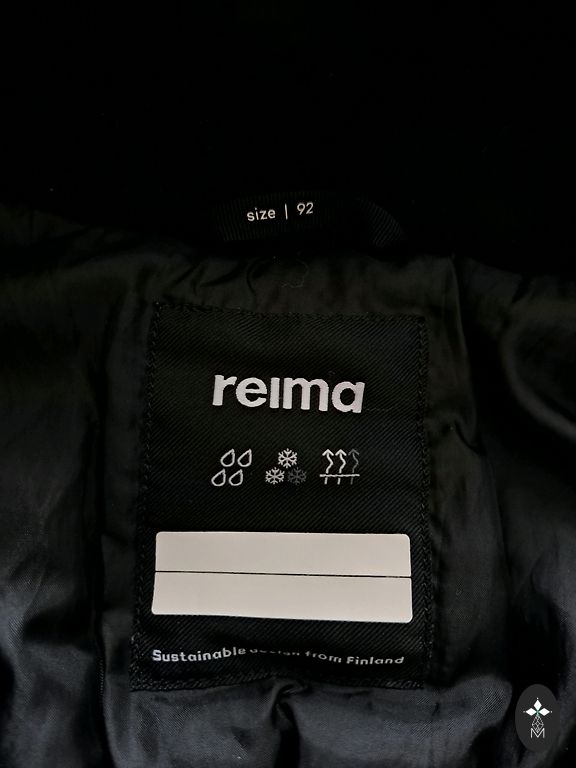 size | 92
reima
Sustainable design from Finland